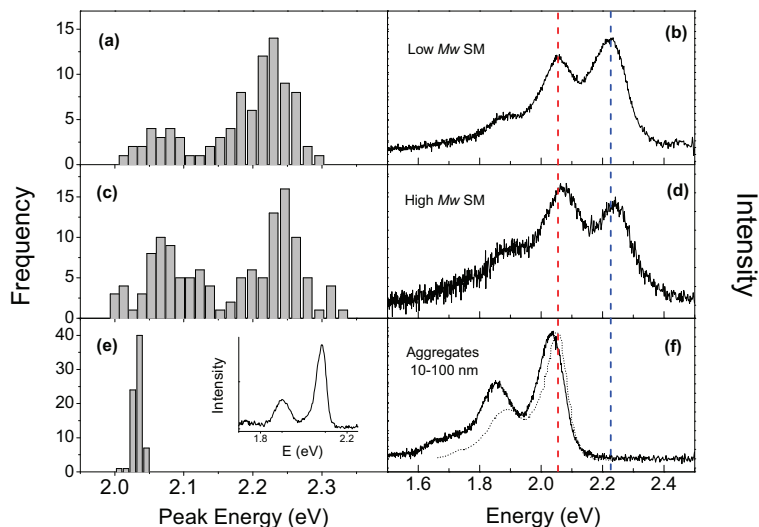 (a)
15
10
5
0
(b)
Low Mw SM
(c)
15
10
5
0
(d)
High Mw SM
(e)
40
30
20
10
0
Intensity
1.8
2.2
E (eV)
(f)
Aggregates
10-100 nm
Frequency
Intensity
2.0
2.1
2.2
2.3
1.6
1.8
2.0
2.2
2.4
Peak Energy (eV)
Energy (eV)